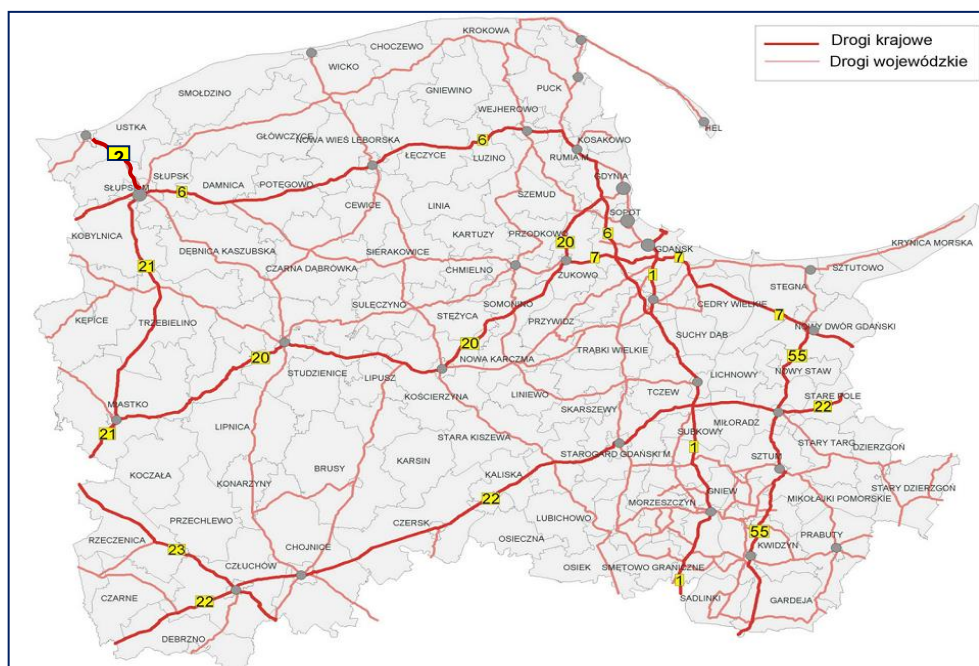 Drogi krajowe
Drogi wojewódzkie
KROKOWA
CHOCZEWO
WICKO
GNIEWINO
PUCK
SMOŁDZINO
WEJHEROWO
HEL
USTKA
GŁÓWCZYCE
NOWA WIEŚ LĘBORSKA
6
KOSAKOWO
2
ŁĘCZYCE
LUZINO
RUMIA M.
SŁUPSK
GDYNIA
SŁUPSK M.
6
DAMNICA
POTĘGOWO
SZEMUD
CEWICE
LINIA
SOPOT
KOBYLNICA
KARTUZY
PRZODKOWO
6
20
KRYNICA MORSKA
DĘBNICA KASZUBSKA
SIERAKOWICE
GDAŃSK
21
CZARNA DĄBRÓWKA
CHMIELNO
ŻUKOWO
7
7
1
SZTUTOWO
STEGNA
SULECZYNO
SOMONINO
CEDRY WIELKIE
KĘPICE
TRZEBIELINO
STĘŻYCA
PRZYWIDZ
7
NOWY DWÓR GDAŃSKI
SUCHY DĄB
20
20
NOWA KARCZMA
TRĄBKI WIELKIE
55
STUDZIENICE
LIPUSZ
LICHNOWY
NOWY STAW
MIASTKO
KOŚCIERZYNA
LINIEWO
TCZEW
STARE POLE
SKARSZEWY
22
21
LIPNICA
MIŁORADZ
SUBKOWY
STARA KISZEWA
STAROGARD GDAŃSKI M.
1
STARY TARG
DZIERZGOŃ
KOCZAŁA
KARSIN
SZTUM
BRUSY
KONARZYNY
KALISKA
GNIEW
STARY DZIERZGOŃ
22
MORZESZCZYN
MIKOŁAJKI POMORSKIE
PRZECHLEWO
CZERSK
LUBICHOWO
RZECZENICA
OSIECZNA
55
PRABUTY
23
CHOJNICE
KWIDZYN
CZŁUCHÓW
OSIEK
SMĘTOWO GRANICZNE
1
CZARNE
22
SADLINKI
GARDEJA
DEBRZNO